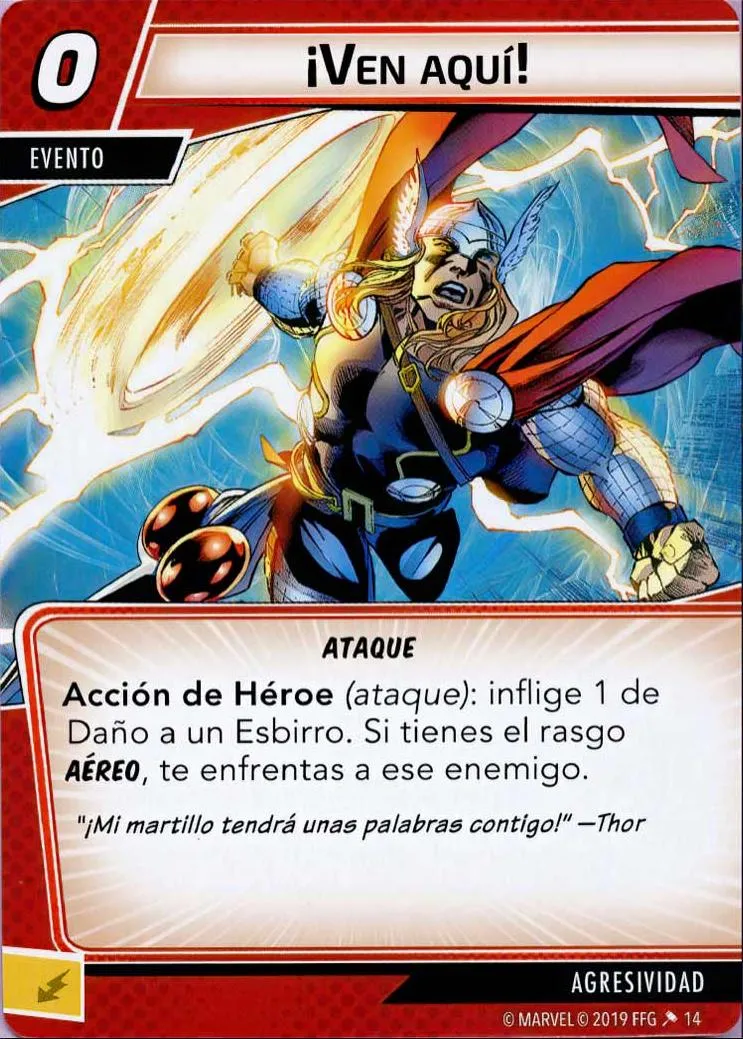 0
¡VEN AQUÍ!
EVENTO
ATAQUE
Acción de Héroe (ataque): inflige 1 de
Daño a un Esbirro. Si tienes el rasgo
AÉREO, te enfrentas a ese enemigo.
"¡Mi martillo tendrá unas palabras contigo!" —Thor
AGRESIVIDAD
© MARVEL © 2019 FFG 14